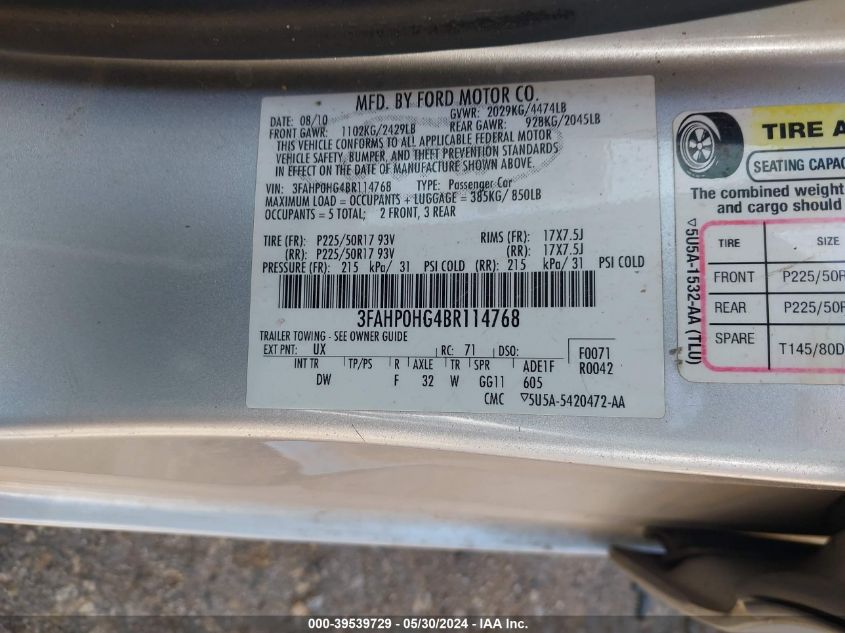 MFD. BY FORD MOTOR CO.
DATE: 08/10 GVWR: 2029KG/4474LB
FRONT GAWR: 1102KG/2429LB REAR GAWR: 928KG/2045LB
THIS VEHICLE CONFORMS TO ALL APPLICABLE FEDERAL MOTOR
VEHICLE SAFETY, BUMPER, AND THEFT PREVENTION STANDARDS
IN EFFECT ON THE DATE OF MANUFACTURE SHOWN ABOVE.
VIN: 3FAHP0HG4BR114768 TYPE: Passenger Car
MAXIMUM LOAD = OCCUPANTS + LUGGAGE = 385KG/ 850LB
OCCUPANTS = 5 TOTAL; 2 FRONT, 3 REAR
TIRE (FR): P225/50R17 93V RIMS (FR): 17X7.5J
(RR): P225/50R17 93V (RR): 17X7.5J
PRESSURE (FR): 215 kPa/ 31 PSI COLD (RR): 215 kPa/ 31 PSI COLD
3FAHP0HG4BR114768
TRAILER TOWING - SEE OWNER GUIDE
EXT PNT: UX RC: 71 DSO: F0071
INT TR TP/PS R AXLE TR SPR ADE1F R0042
DW F 32 W GG11 605
CMC ▽5U5A-5420472-AA
TIRE A
SEATING CAPAC
The combined weight
and cargo should
▽5U5A-1532-AA (TLU)
TIRE SIZE
FRONT P225/50R
REAR P225/50R
SPARE T145/80D
000-39539729 - 05/30/2024 - IAA Inc.